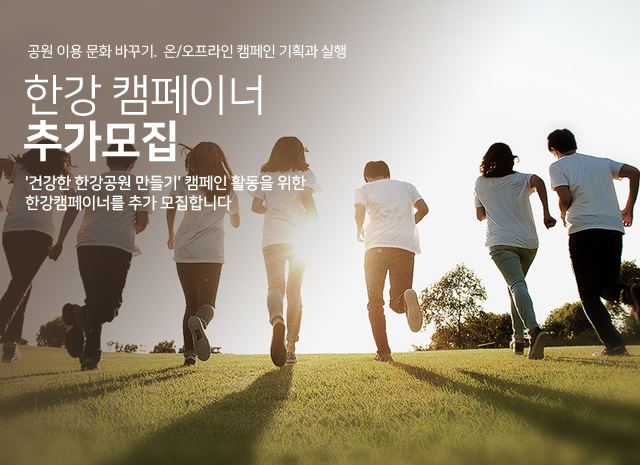 공원 이용 문화 바꾸기. 온/오프라인 캠페인 기획과 실행
한강 캠페이너
추가모집
'건강한 한강공원 만들기' 캠페인 활동을 위한
한강캠페이너를 추가 모집합니다